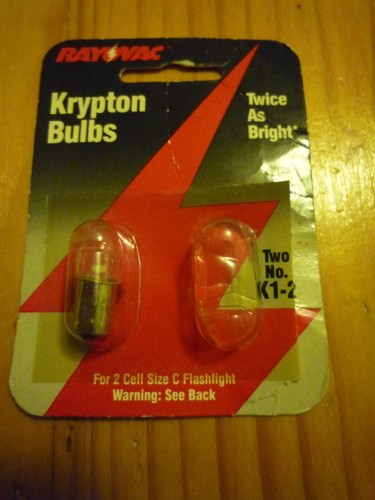 RAYOVAC
Krypton
Bulbs
Twice
As
Bright*
Two
No.
K1-2
For 2 Cell Size C Flashlight
Warning: See Back